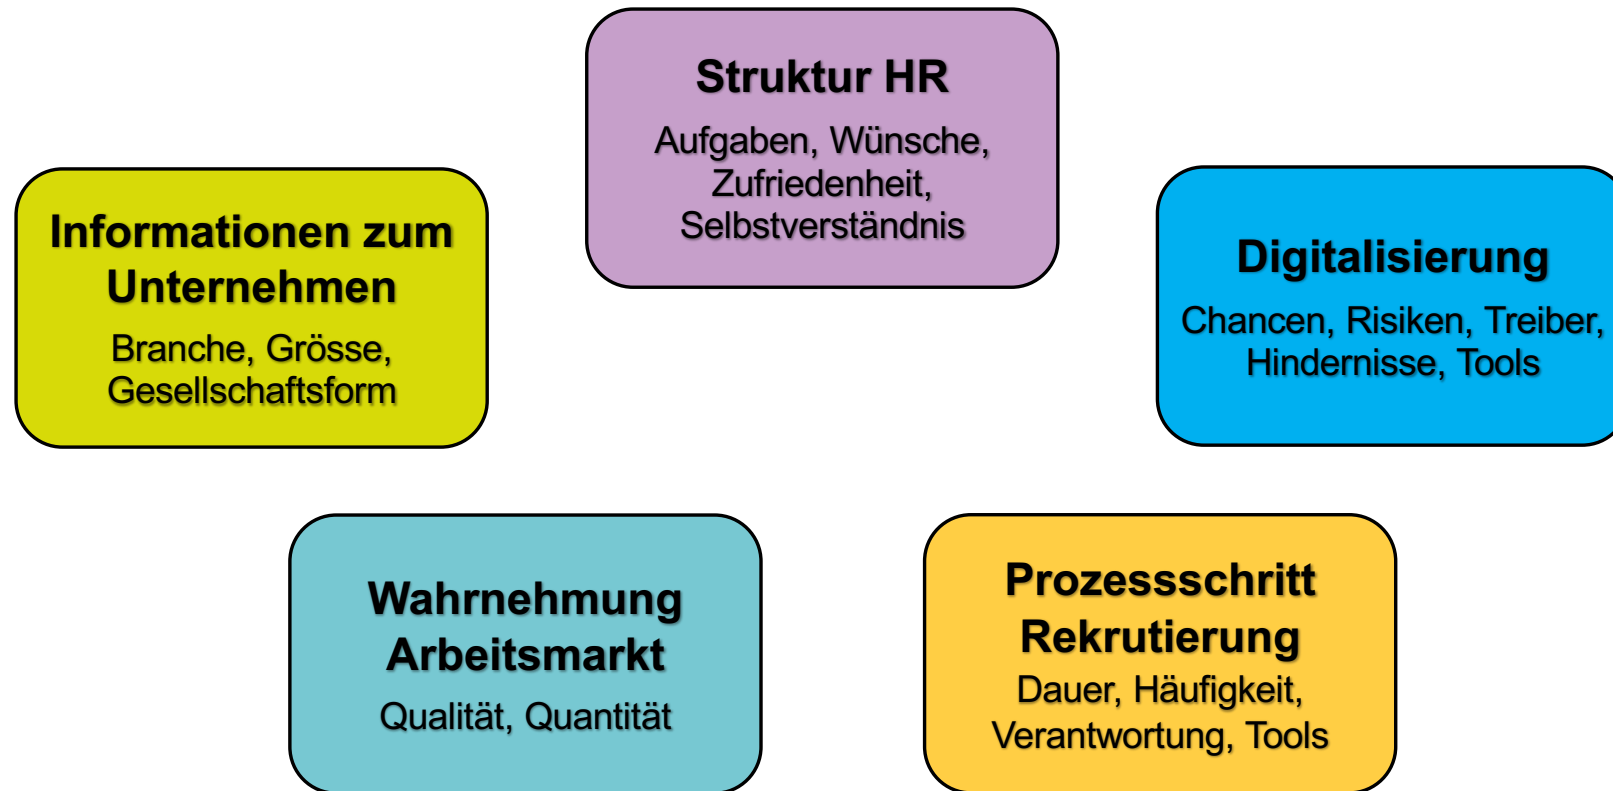 Struktur HR
Aufgaben, Wünsche,
Zufriedenheit,
Selbstverständnis
Informationen zum
Unternehmen
Branche, Grösse,
Gesellschaftsform
Digitalisierung
Chancen, Risiken, Treiber,
Hindernisse, Tools
Wahrnehmung
Arbeitsmarkt
Qualität, Quantität
Prozessschritt
Rekrutierung
Dauer, Häufigkeit,
Verantwortung, Tools